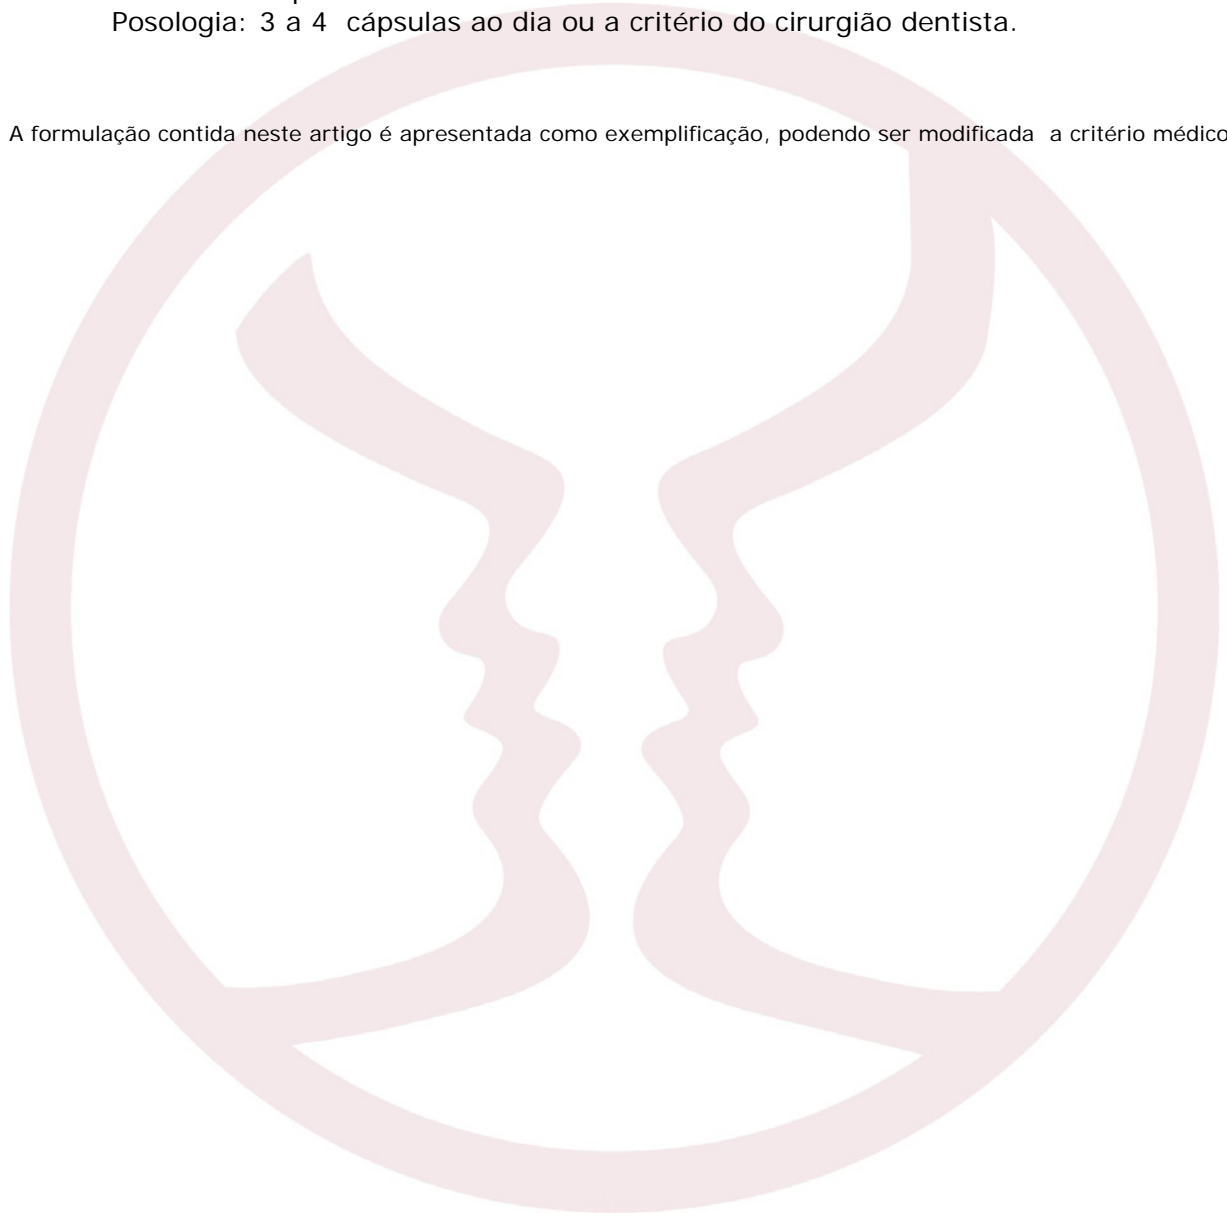 Posologia: 3 a 4  cápsulas ao dia ou a critério do cirurgião dentista.
A formulação contida neste artigo é apresentada como exemplificação, podendo ser modificada  a critério médico